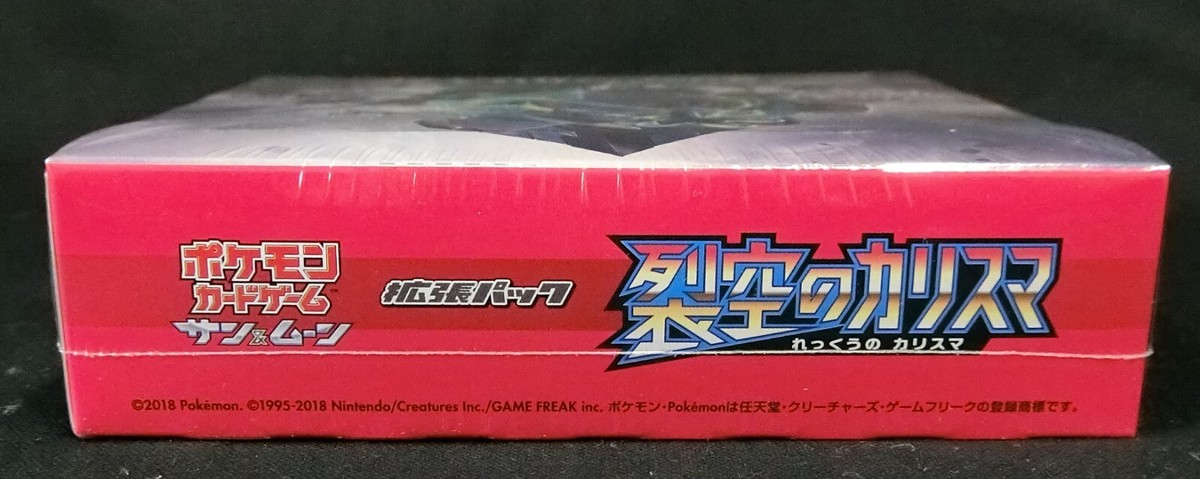 ポケモン
カードゲーム™
サン&ムーン
拡張パック
裂空のカリスマ
れっくうの カリスマ
©2018 Pokémon. ©1995-2018 Nintendo/Creatures Inc./GAME FREAK inc. ポケモン・Pokémonは任天堂・クリーチャーズ・ゲームフリークの登録商標です。